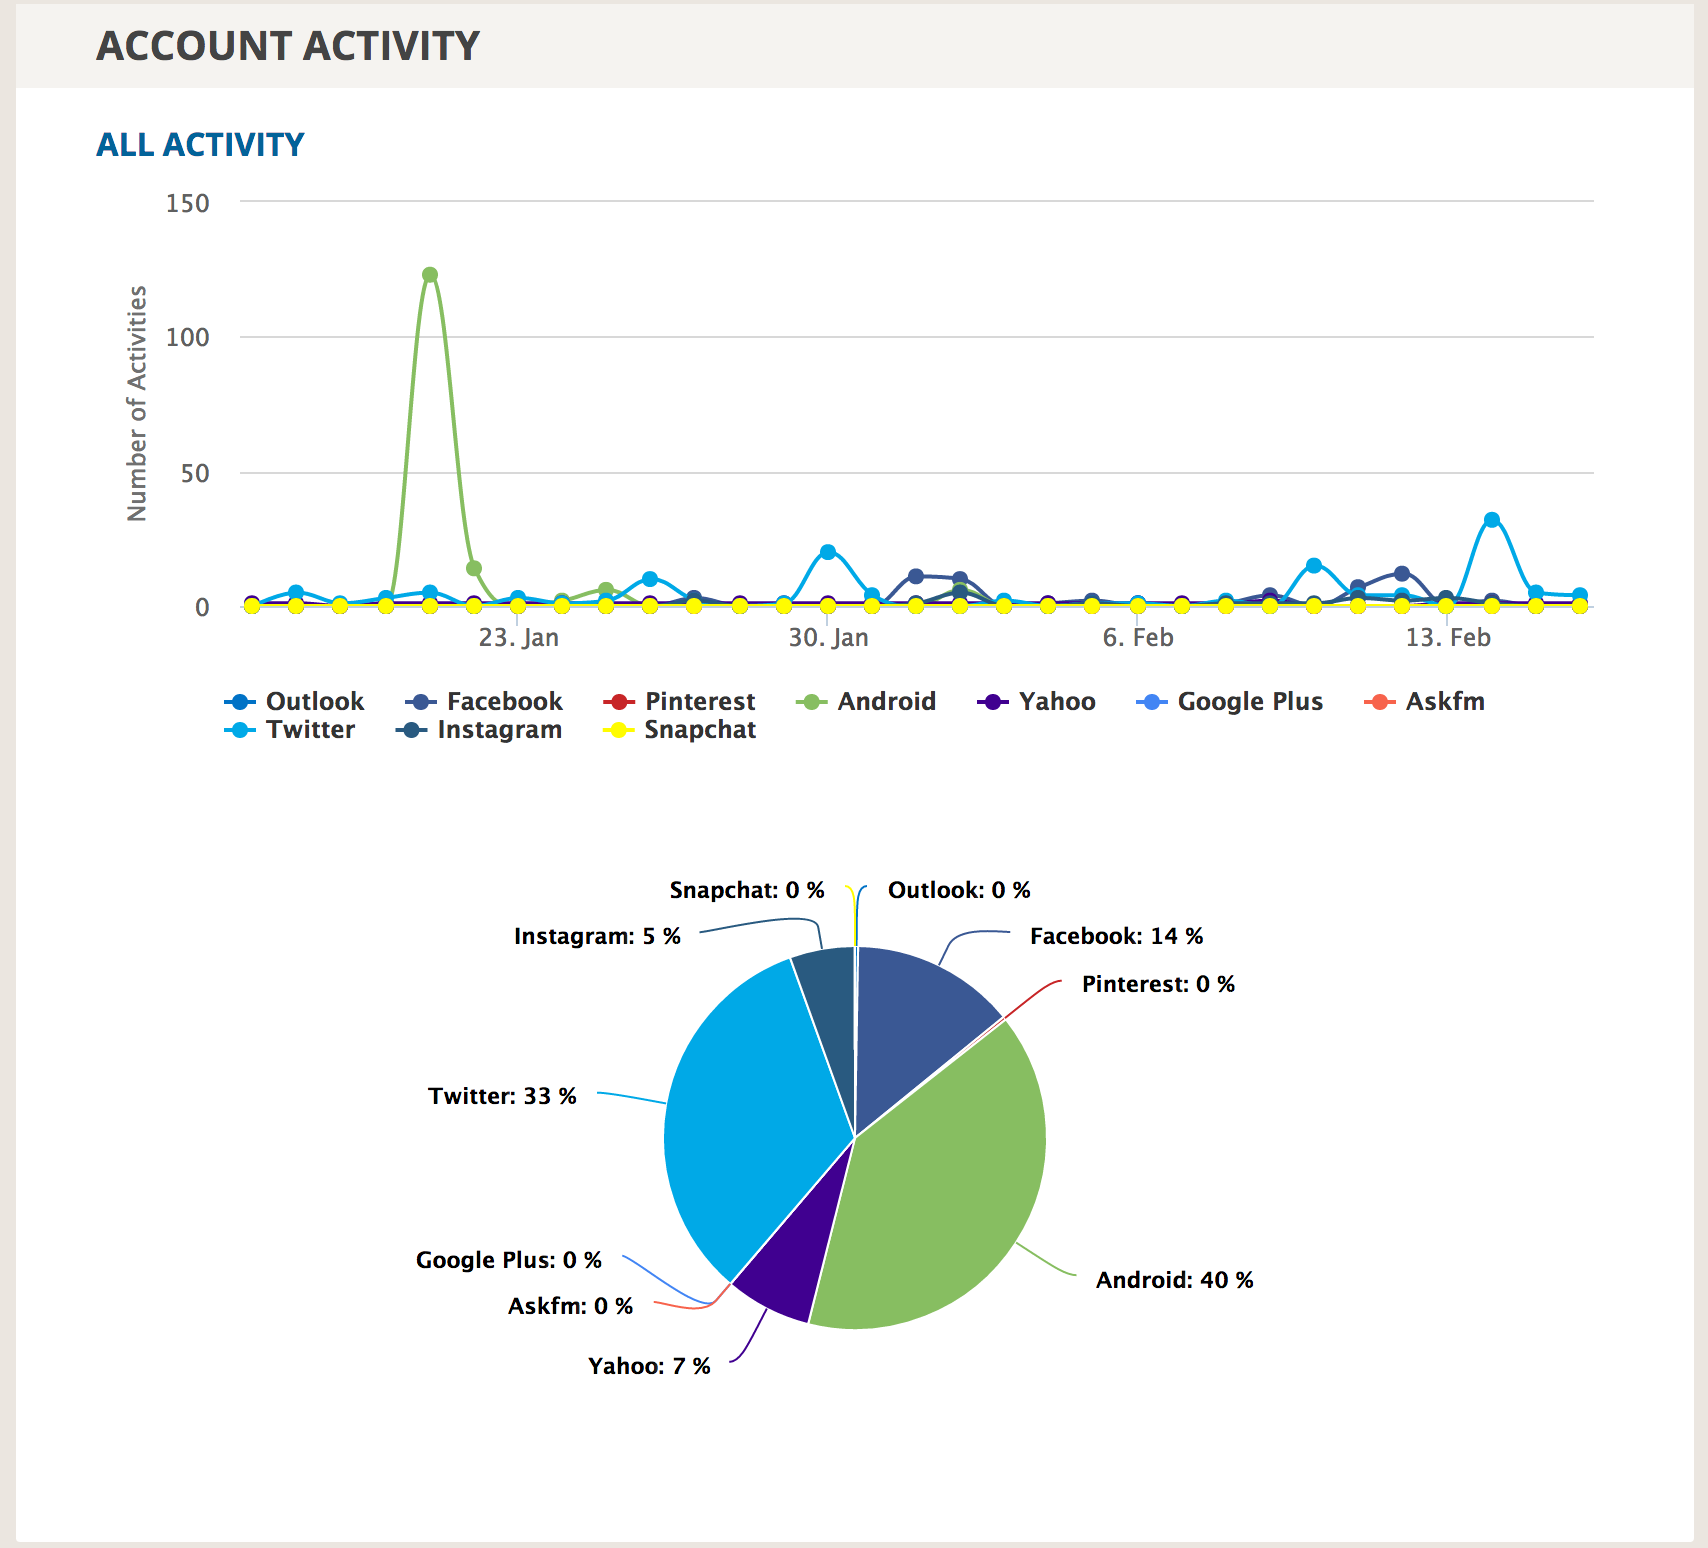 ACCOUNT ACTIVITY
ALL ACTIVITY
150
100
50
0
Number of Activities
23. Jan
30. Jan
6. Feb
13. Feb
Outlook
Facebook
Pinterest
Android
Yahoo
Google Plus
Askfm
Twitter
Instagram
Snapchat
Snapchat: 0 %
Outlook: 0 %
Instagram: 5 %
Facebook: 14 %
Pinterest: 0 %
Twitter: 33 %
Google Plus: 0 %
Android: 40 %
Askfm: 0 %
Yahoo: 7 %